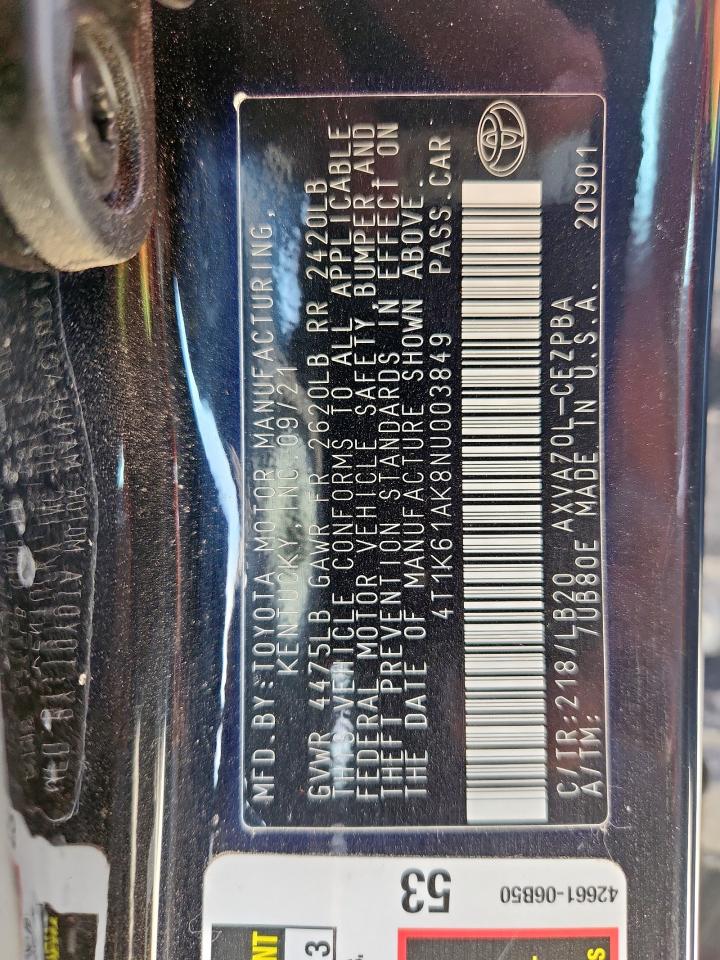 MFD.BY:TOYOTA MOTOR MANUFACTURING,
KENTUCKY,INC.09/21
GVWR 4475LB GAWR FR 2620LB RR 2420LB
THIS VEHICLE CONFORMS TO ALL APPLICABLE
FEDERAL MOTOR VEHICLE SAFETY,BUMPER,AND
THEFT PREVENTION STANDARDS IN EFFECT ON
THE DATE OF MANUFACTURE SHOWN ABOVE.
4T1K61AK8NU003849 PASS.CAR
C/TR:218/LB20 AXVA70L-CEZPBA
A/TM: 7UB80E MADE IN U.S.A. 20901
53
42661-06B50
3